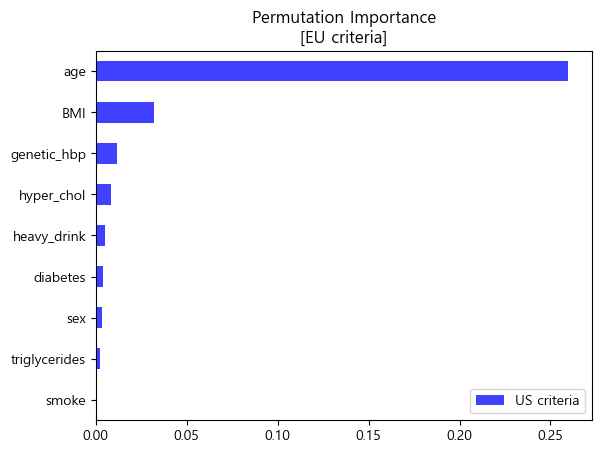 Permutation Importance
[EU criteria]
age
BMI
genetic_hbp
hyper_chol
heavy_drink
diabetes
sex
triglycerides
smoke
US criteria
0.00 0.05 0.10 0.15 0.20 0.25